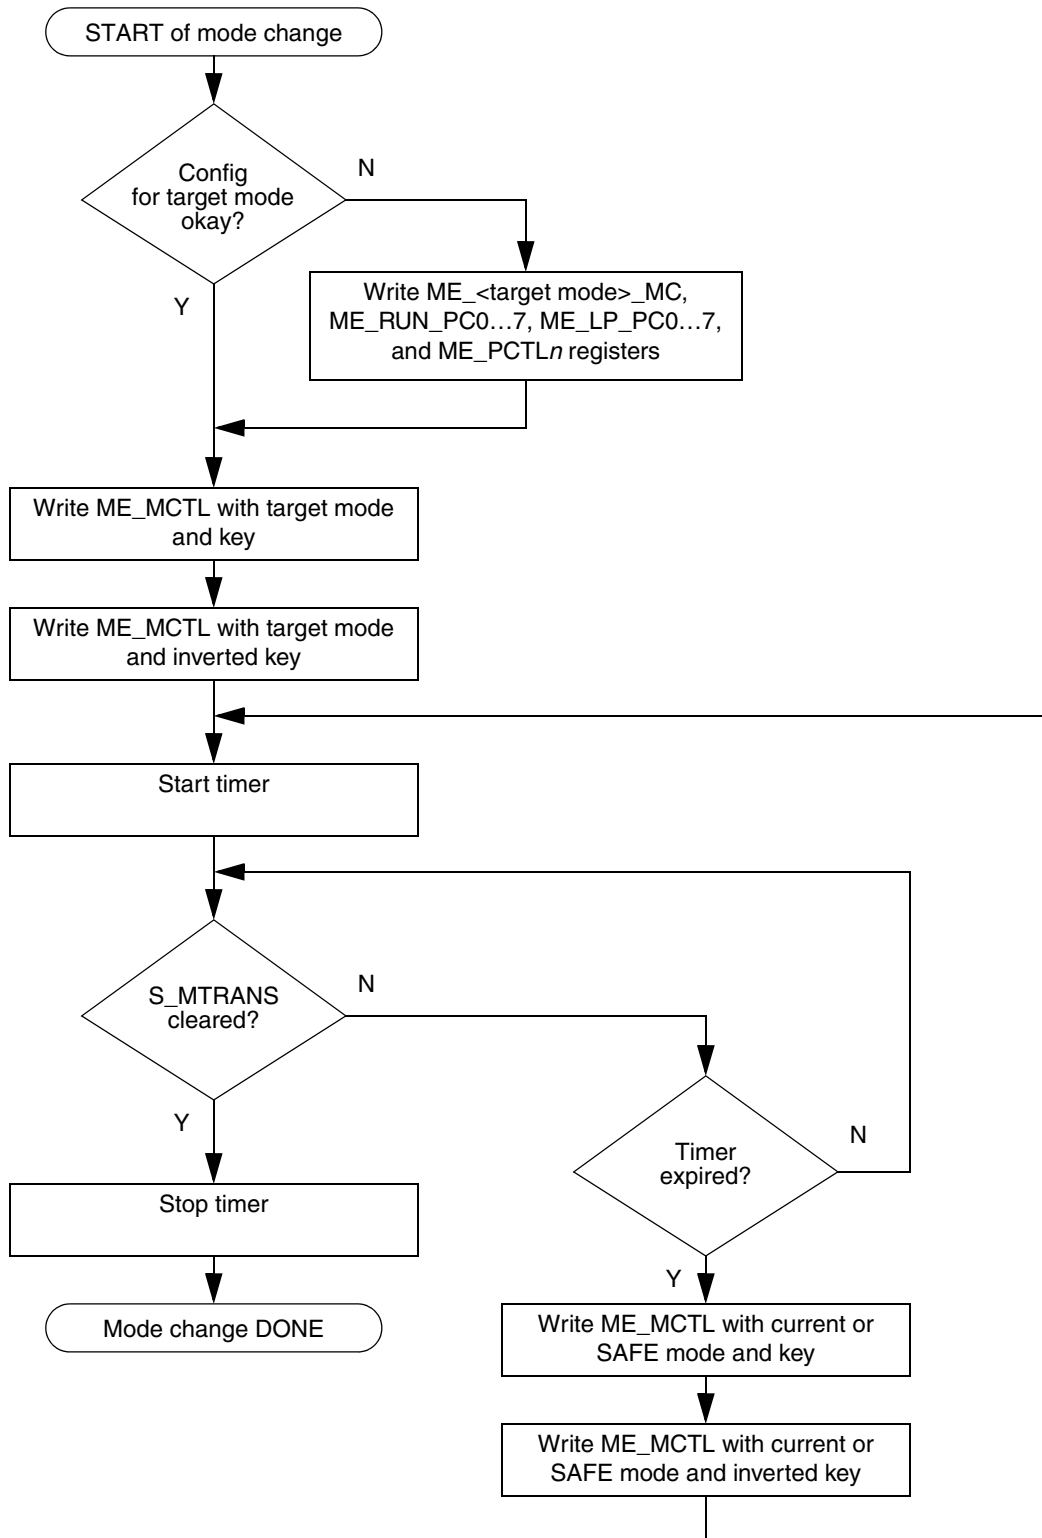 START of mode change
Config
for target mode
okay?
N
Y
Write ME_<target mode>_MC,
ME_RUN_PC0…7, ME_LP_PC0…7,
and ME_PCTLn registers
Write ME_MCTL with target mode
and key
Write ME_MCTL with target mode
and inverted key
Start timer
S_MTRANS
cleared?
N
Y
Timer
expired?
N
Y
Stop timer
Mode change DONE
Write ME_MCTL with current or
SAFE mode and key
Write ME_MCTL with current or
SAFE mode and inverted key